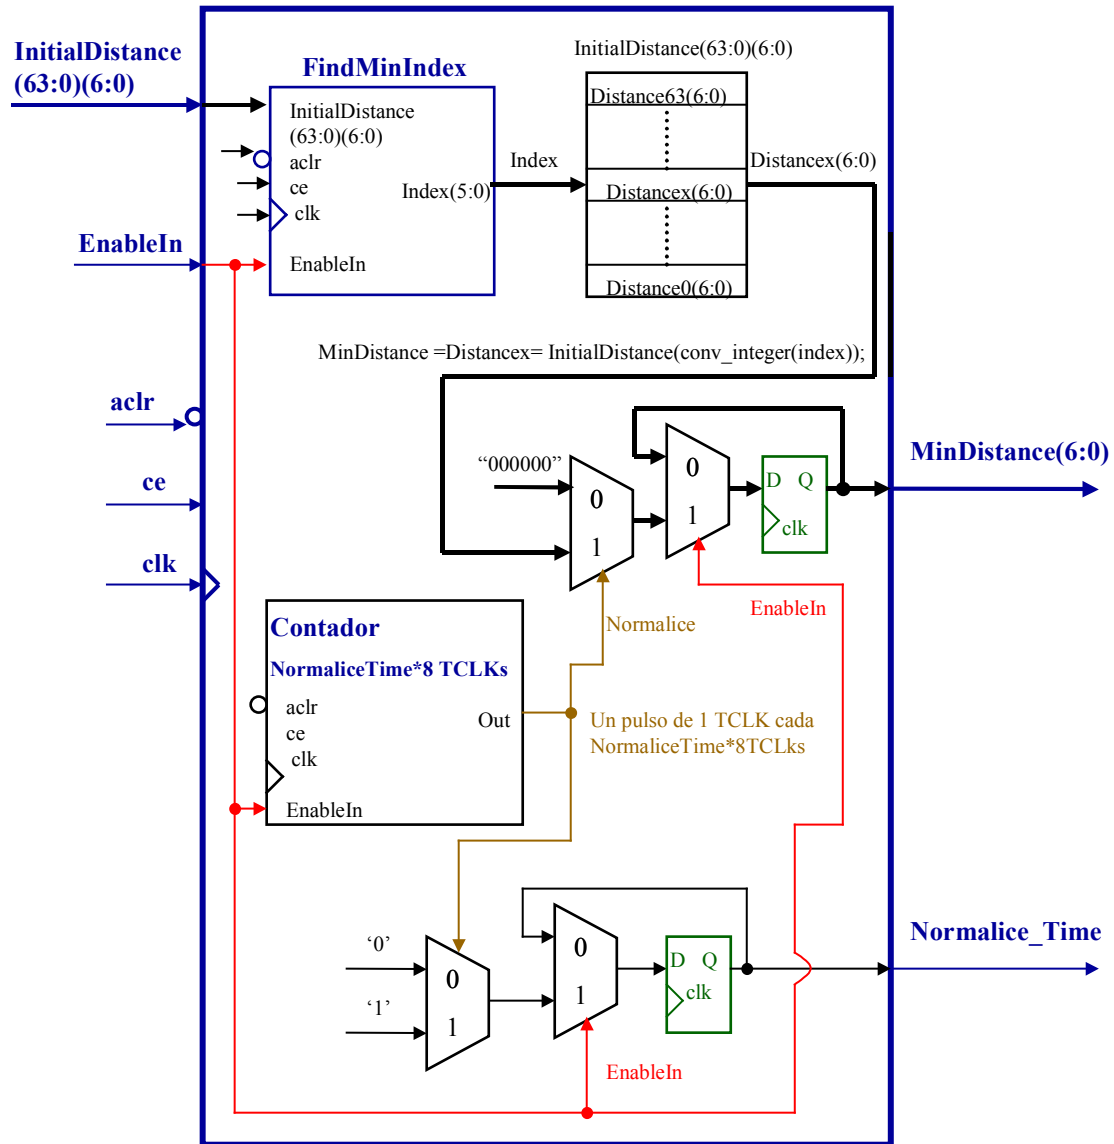 InitialDistance
(63:0)(6:0)
FindMinIndex
InitialDistance
(63:0)(6:0)
aclr
ce
clk
EnableIn
Index(5:0)
Index
InitialDistance(63:0)(6:0)
Distance63(6:0)
Distancex(6:0)
Distance0(6:0)
Distancex(6:0)
EnableIn
MinDistance =Distancex= InitialDistance(conv_integer(index));
aclr
ce
clk
“000000”
0
1
0
1
D Q
clk
MinDistance(6:0)
EnableIn
Normalice
Contador
NormaliceTime*8 TCLKs
aclr
ce
clk
EnableIn
Out
Un pulso de 1 TCLK cada
NormaliceTime*8TCLks
‘0’
‘1’
0
1
0
1
D Q
clk
Normalice_Time
EnableIn